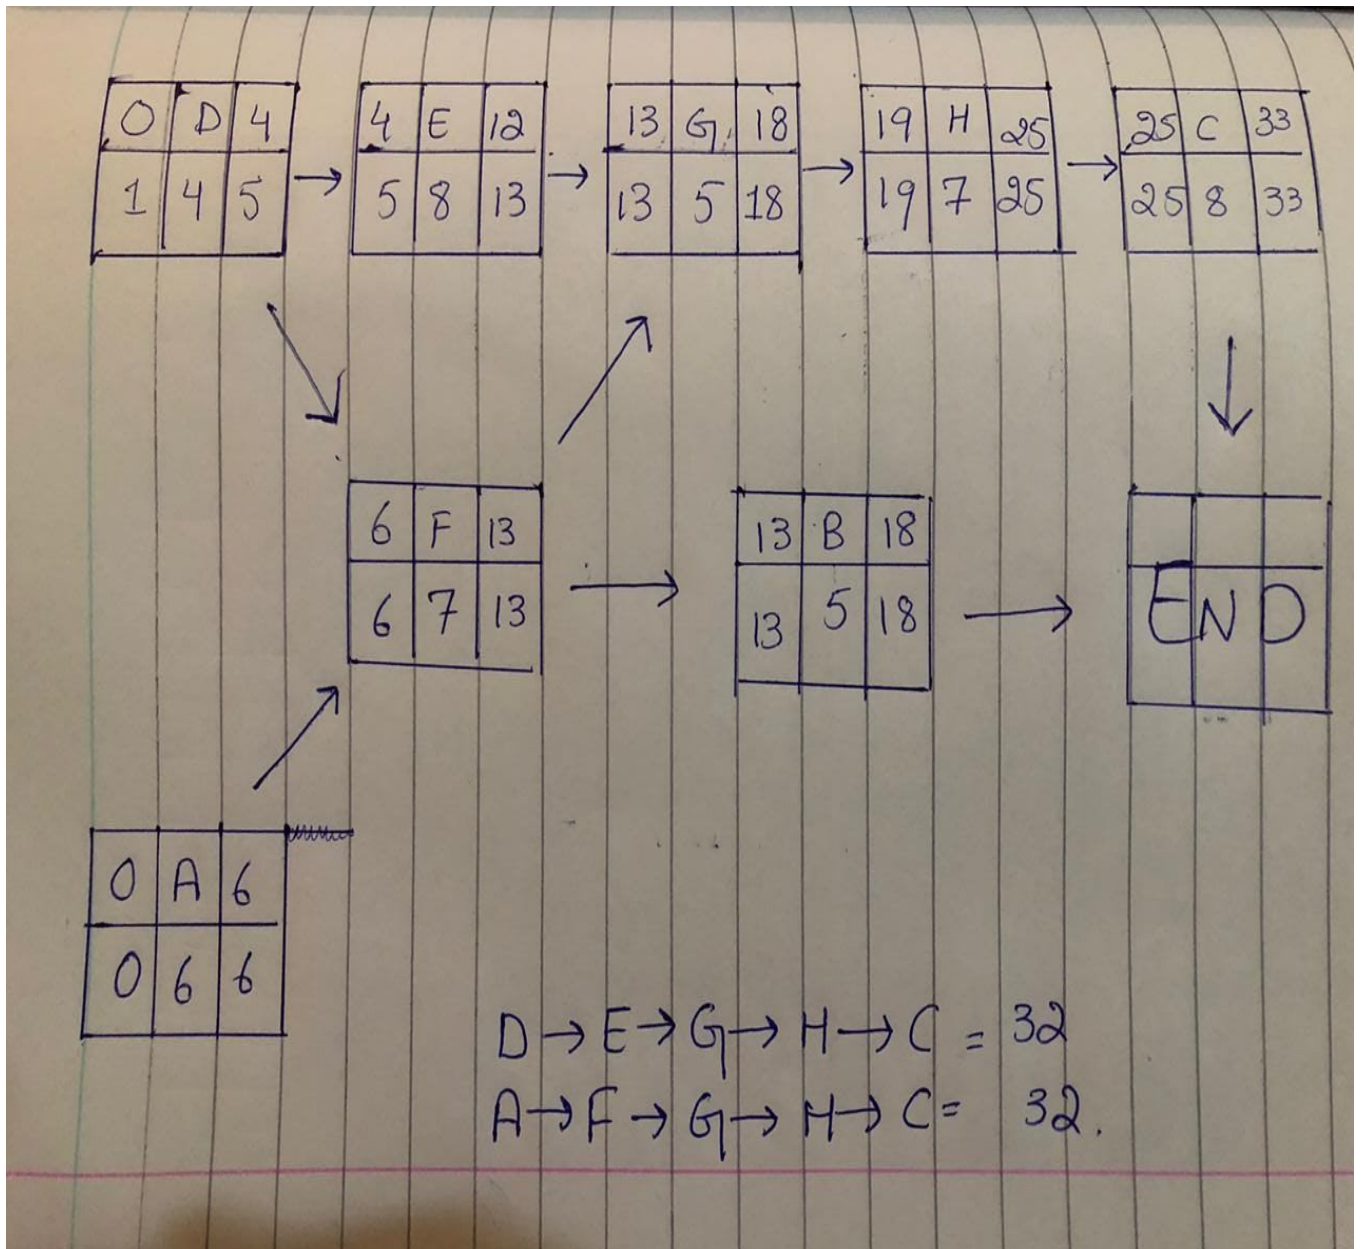 0 D 4 4 E 12 13 G 18 19 H 25 25 C 33
1 4 5 → 5 8 13 → 13 5 18 → 19 7 25 → 25 8 33
6 F 13 13 B 18
6 7 13 → 13 5 18 → END
0 A 6
0 6 6
D → E → G → H → C = 32
A → F → G → H → C = 32.